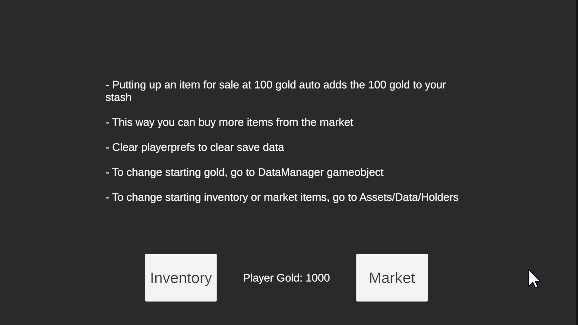 - Putting up an item for sale at 100 gold auto adds the 100 gold to your
stash
- This way you can buy more items from the market
- Clear playerprefs to clear save data
- To change starting gold, go to DataManager gameobject
- To change starting inventory or market items, go to Assets/Data/Holders
Inventory
Player Gold: 1000
Market